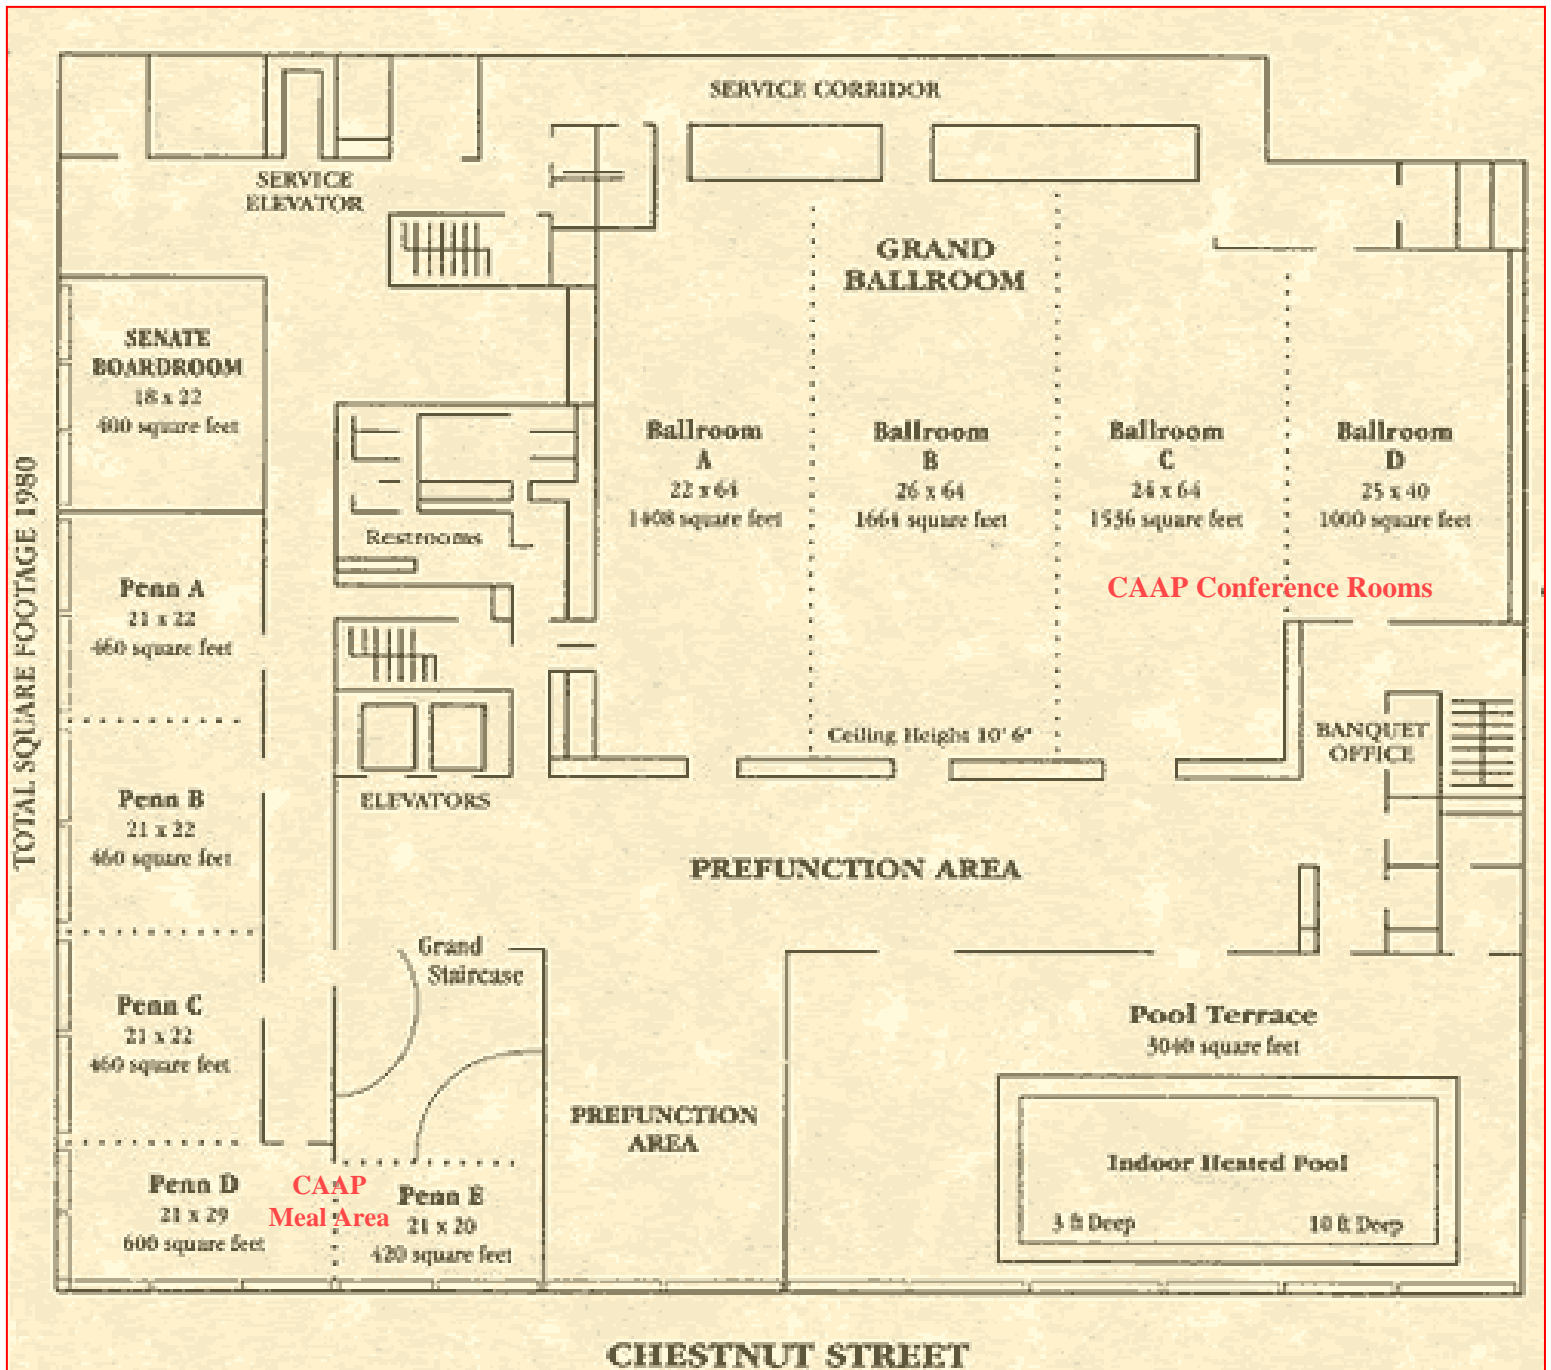 SERVICE CORRIDOR
SERVICE
ELEVATOR
GRAND
BALLROOM
SENATE
BOARDROOM
18 x 22
400 square feet
TOTAL SQUARE FOOTAGE 1980
Ballroom
A
22 x 64
1408 square feet
Ballroom
B
26 x 64
1664 square feet
Ballroom
C
24 x 64
1536 square feet
Ballroom
D
25 x 40
1000 square feet
Restrooms
CAAP Conference Rooms
Penn A
21 x 22
460 square feet
Ceiling Height 10' 6"
BANQUET
OFFICE
Penn B
21 x 22
460 square feet
ELEVATORS
PREFUNCTION AREA
Grand
Staircase
Penn C
21 x 22
460 square feet
Pool Terrace
3040 square feet
PREFUNCTION
AREA
Indoor Heated Pool
3 ft Deep
10 ft Deep
Penn D
21 x 29
600 square feet
CAAP
Meal Area
Penn E
21 x 20
420 square feet
CHESTNUT STREET